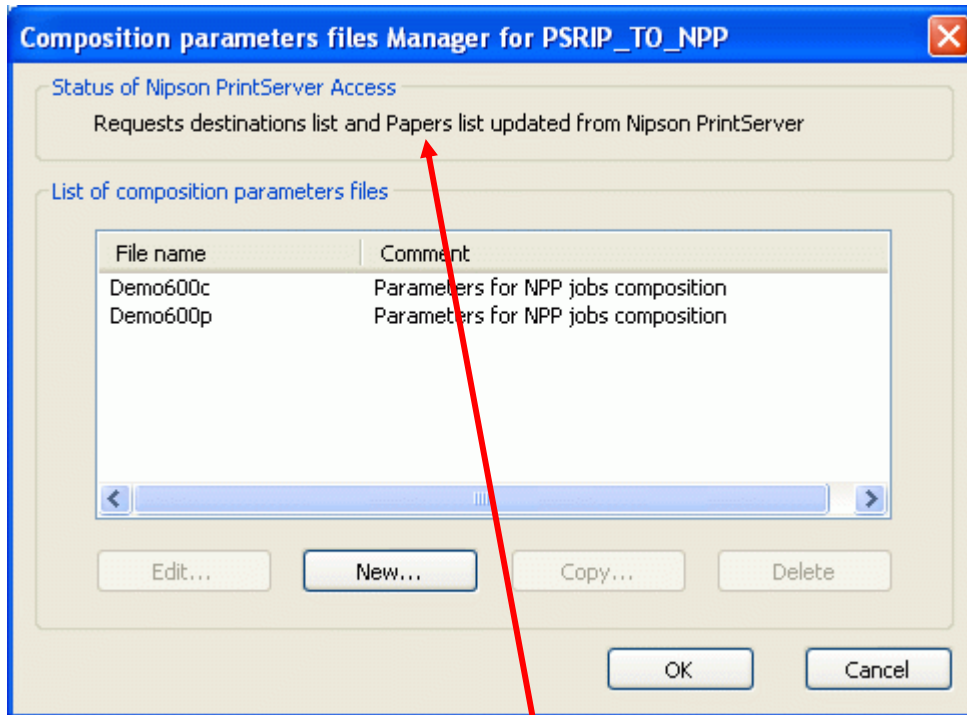 Composition parameters files Manager for PSRIP_TO_NPP
Status of Nipson PrintServer Access
Requests destinations list and Papers list updated from Nipson PrintServer
List of composition parameters files
File name Comment
Demo600c Parameters for NPP jobs composition
Demo600p Parameters for NPP jobs composition
Edit... New... Copy... Delete
OK Cancel